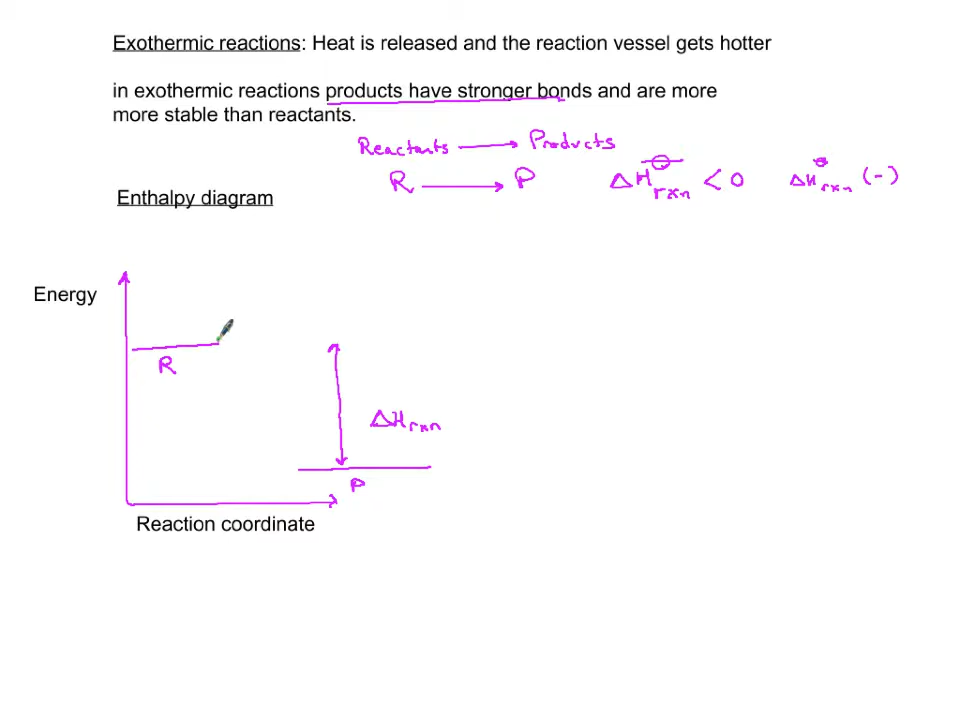 Exothermic reactions: Heat is released and the reaction vessel gets hotter
in exothermic reactions products have stronger bonds and are more
more stable than reactants.
Reactants → Products
R → P ΔH⦵rxn < 0 ΔH⦵rxn (-)
Enthalpy diagram
Energy
R
ΔHrxn
P
Reaction coordinate